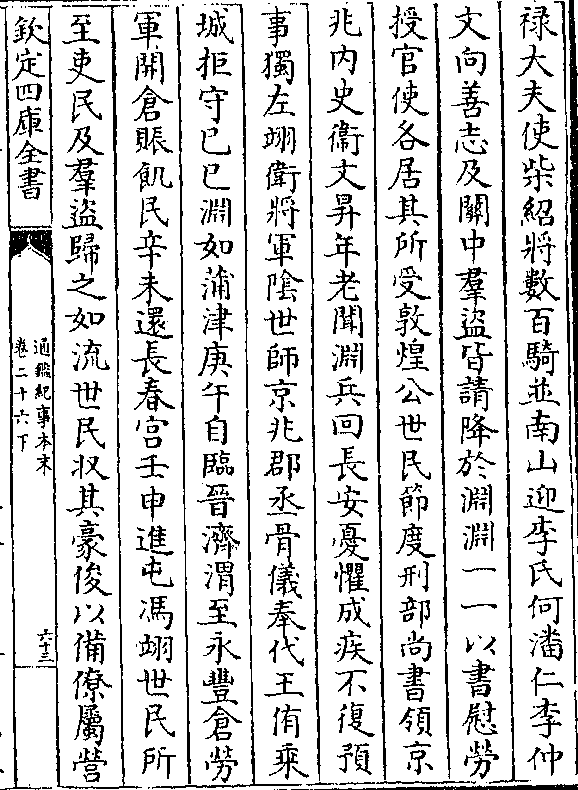 禄大夫使柴紹將數百騎並南山迎李氏何潘仁李仲
文向善志及關中羣盜皆請降於淵淵一一以書慰勞
授官使各居其所受敦煌公世民節度刑部尚書領京
兆内史衞文昇年老聞淵兵向長安憂懼成疾不復預
事獨左翊衛將軍陰世師京兆郡丞骨儀奉代王侑乘
城拒守己巳淵如蒲津庚午自臨晉濟渭至永豐倉勞
軍開倉賑飢民辛未還長春宫壬申進屯馮翊世民所
至吏民及羣盜歸之如流世民収其豪俊以備僚屬營
欽定四庫全書
通鑑紀事本末
卷二十六下
六十三